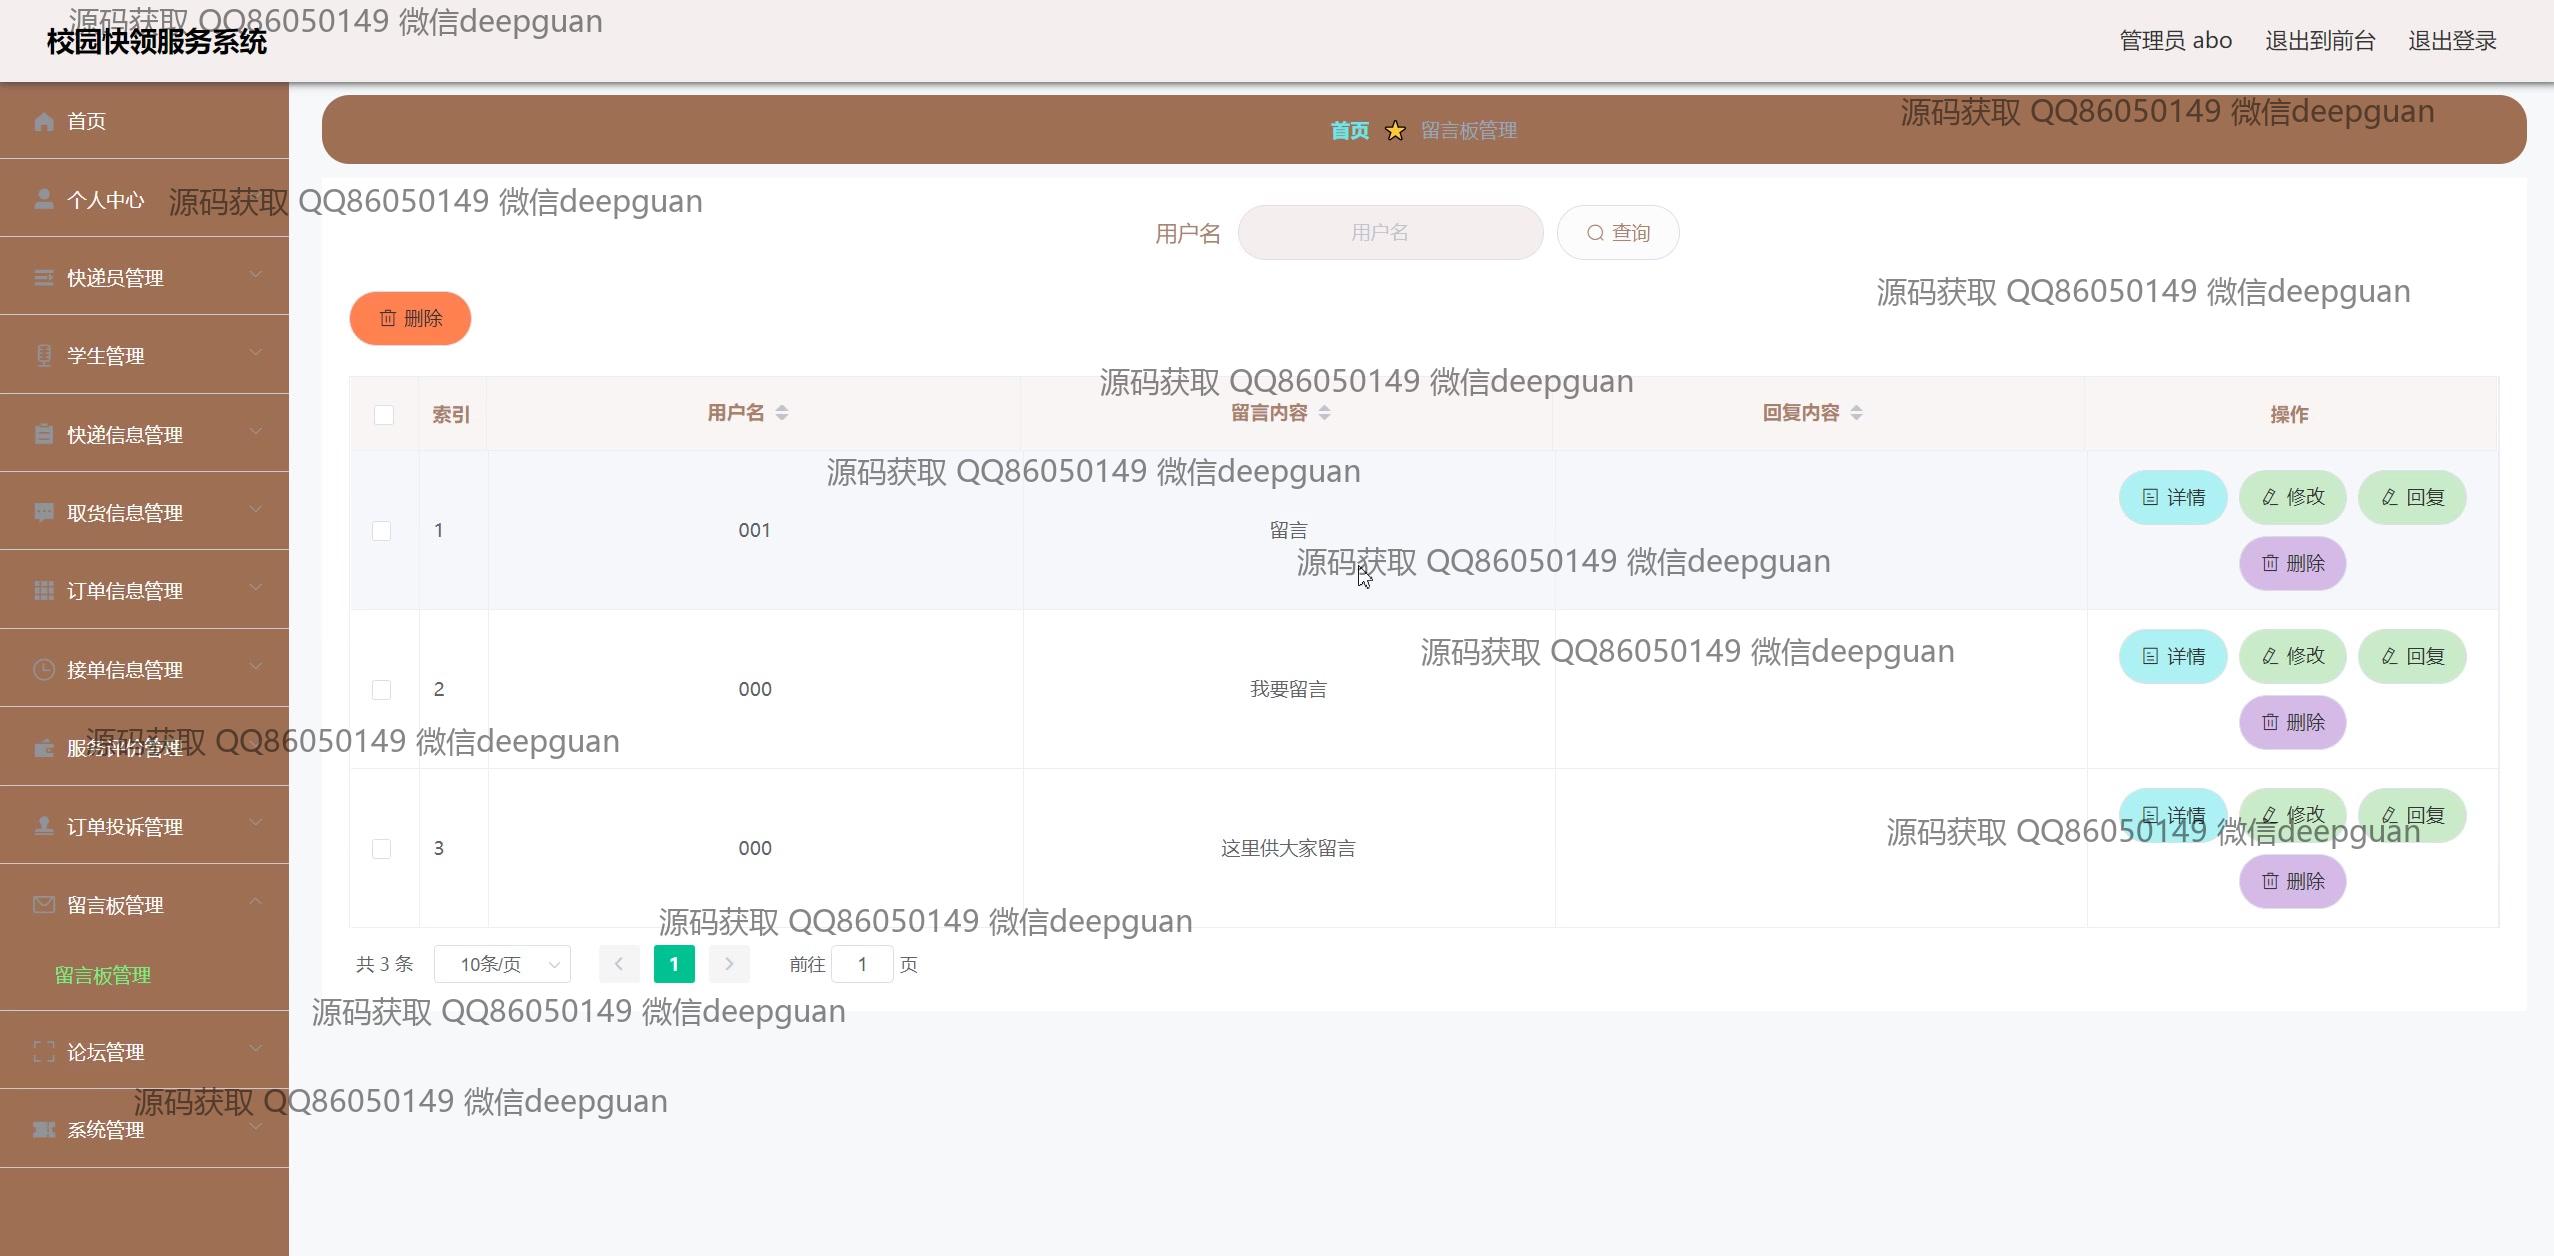 源码获取 QQ86050149 微信deepguan
校园快领服务系统
管理员 abo 退出到前台 退出登录
首页
首页 留言板管理
源码获取 QQ86050149 微信deepguan
个人中心
源码获取 QQ86050149 微信deepguan
用户名 用户名 查询
快递员管理
源码获取 QQ86050149 微信deepguan
删除
学生管理
源码获取 QQ86050149 微信deepguan
索引 用户名 留言内容 回复内容 操作
快递信息管理
源码获取 QQ86050149 微信deepguan
详情 修改 回复
取货信息管理
1 001 留言
源码获取 QQ86050149 微信deepguan
删除
订单信息管理
源码获取 QQ86050149 微信deepguan
详情 修改 回复
接单信息管理
2 000 我要留言
删除
源码获取 QQ86050149 微信deepguan
服务评价管理
详情 修改 回复
订单投诉管理
源码获取 QQ86050149 微信deepguan
3 000 这里供大家留言
删除
留言板管理
源码获取 QQ86050149 微信deepguan
共 3 条 10条/页 1 前往 1 页
留言板管理
源码获取 QQ86050149 微信deepguan
论坛管理
源码获取 QQ86050149 微信deepguan
系统管理